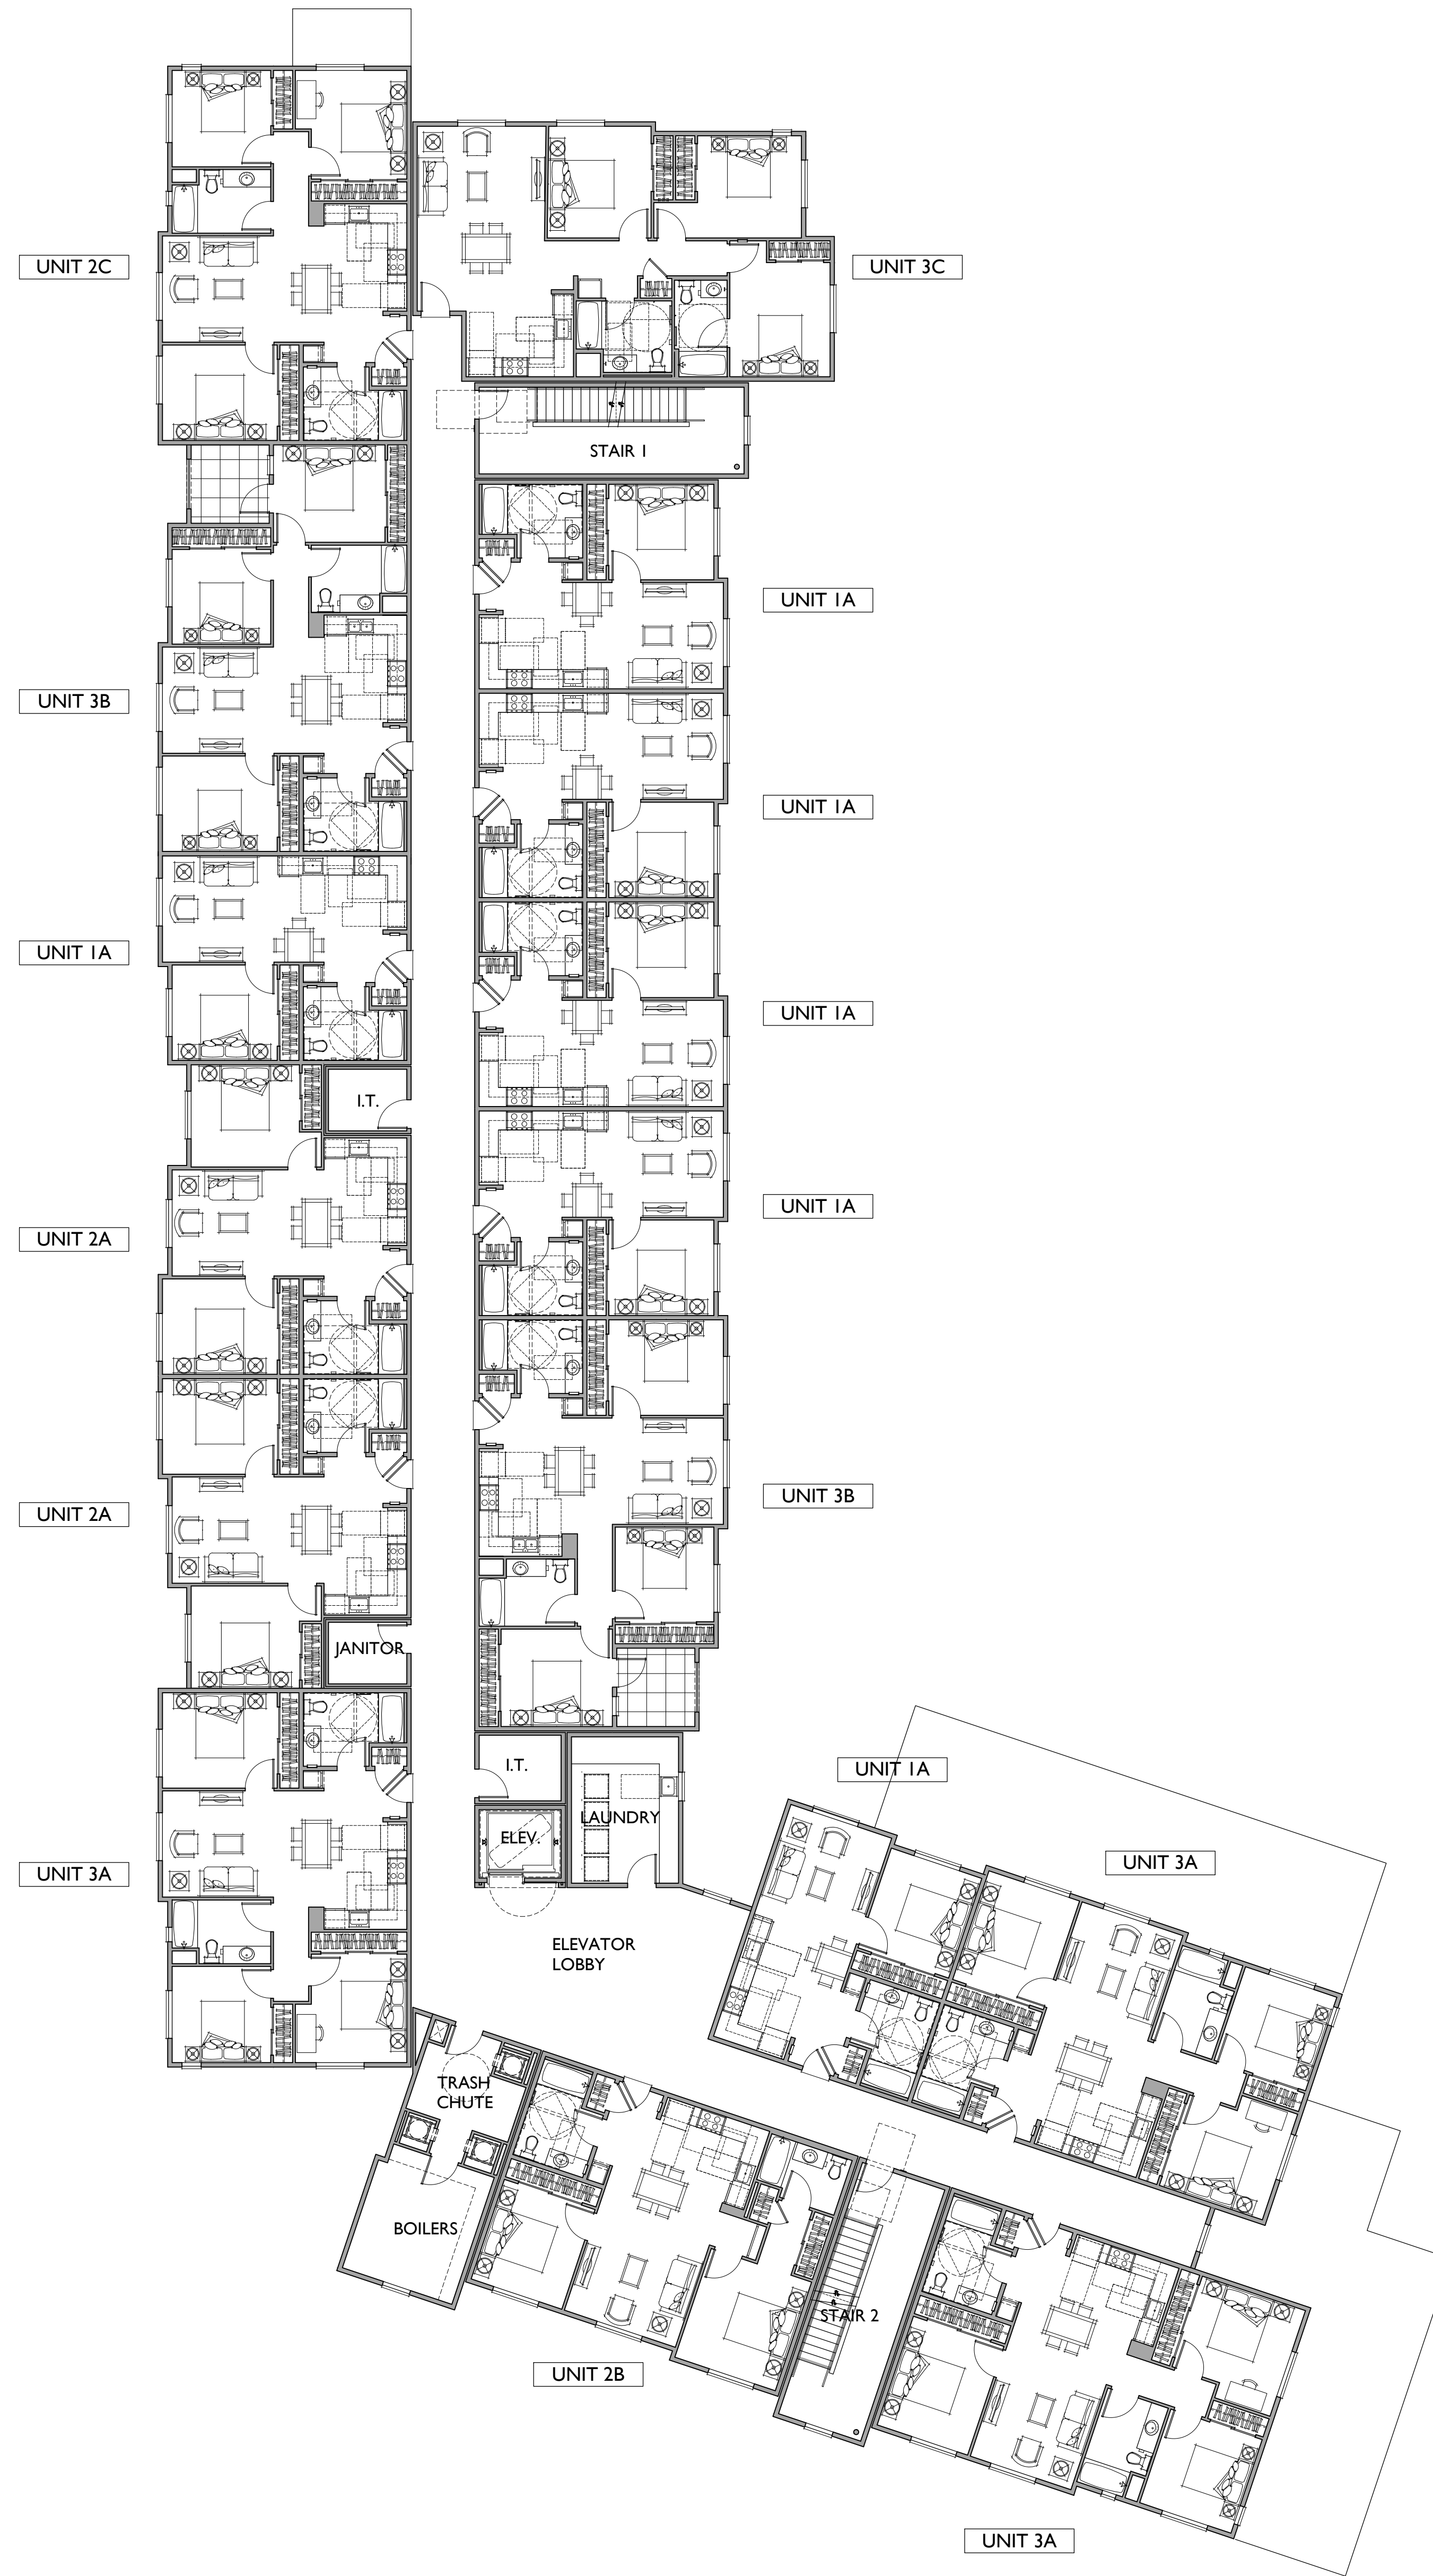 UNIT 2C
UNIT 3C
STAIR 1
UNIT 1A
UNIT 3B
UNIT 1A
UNIT 1A
UNIT 1A
I.T.
UNIT 1A
UNIT 2A
UNIT 3B
UNIT 2A
JANITOR
I.T.
UNIT 1A
LAUNDRY
ELEV.
UNIT 3A
UNIT 3A
ELEVATOR
LOBBY
TRASH
CHUTE
BOILERS
STAIR 2
UNIT 2B
UNIT 3A